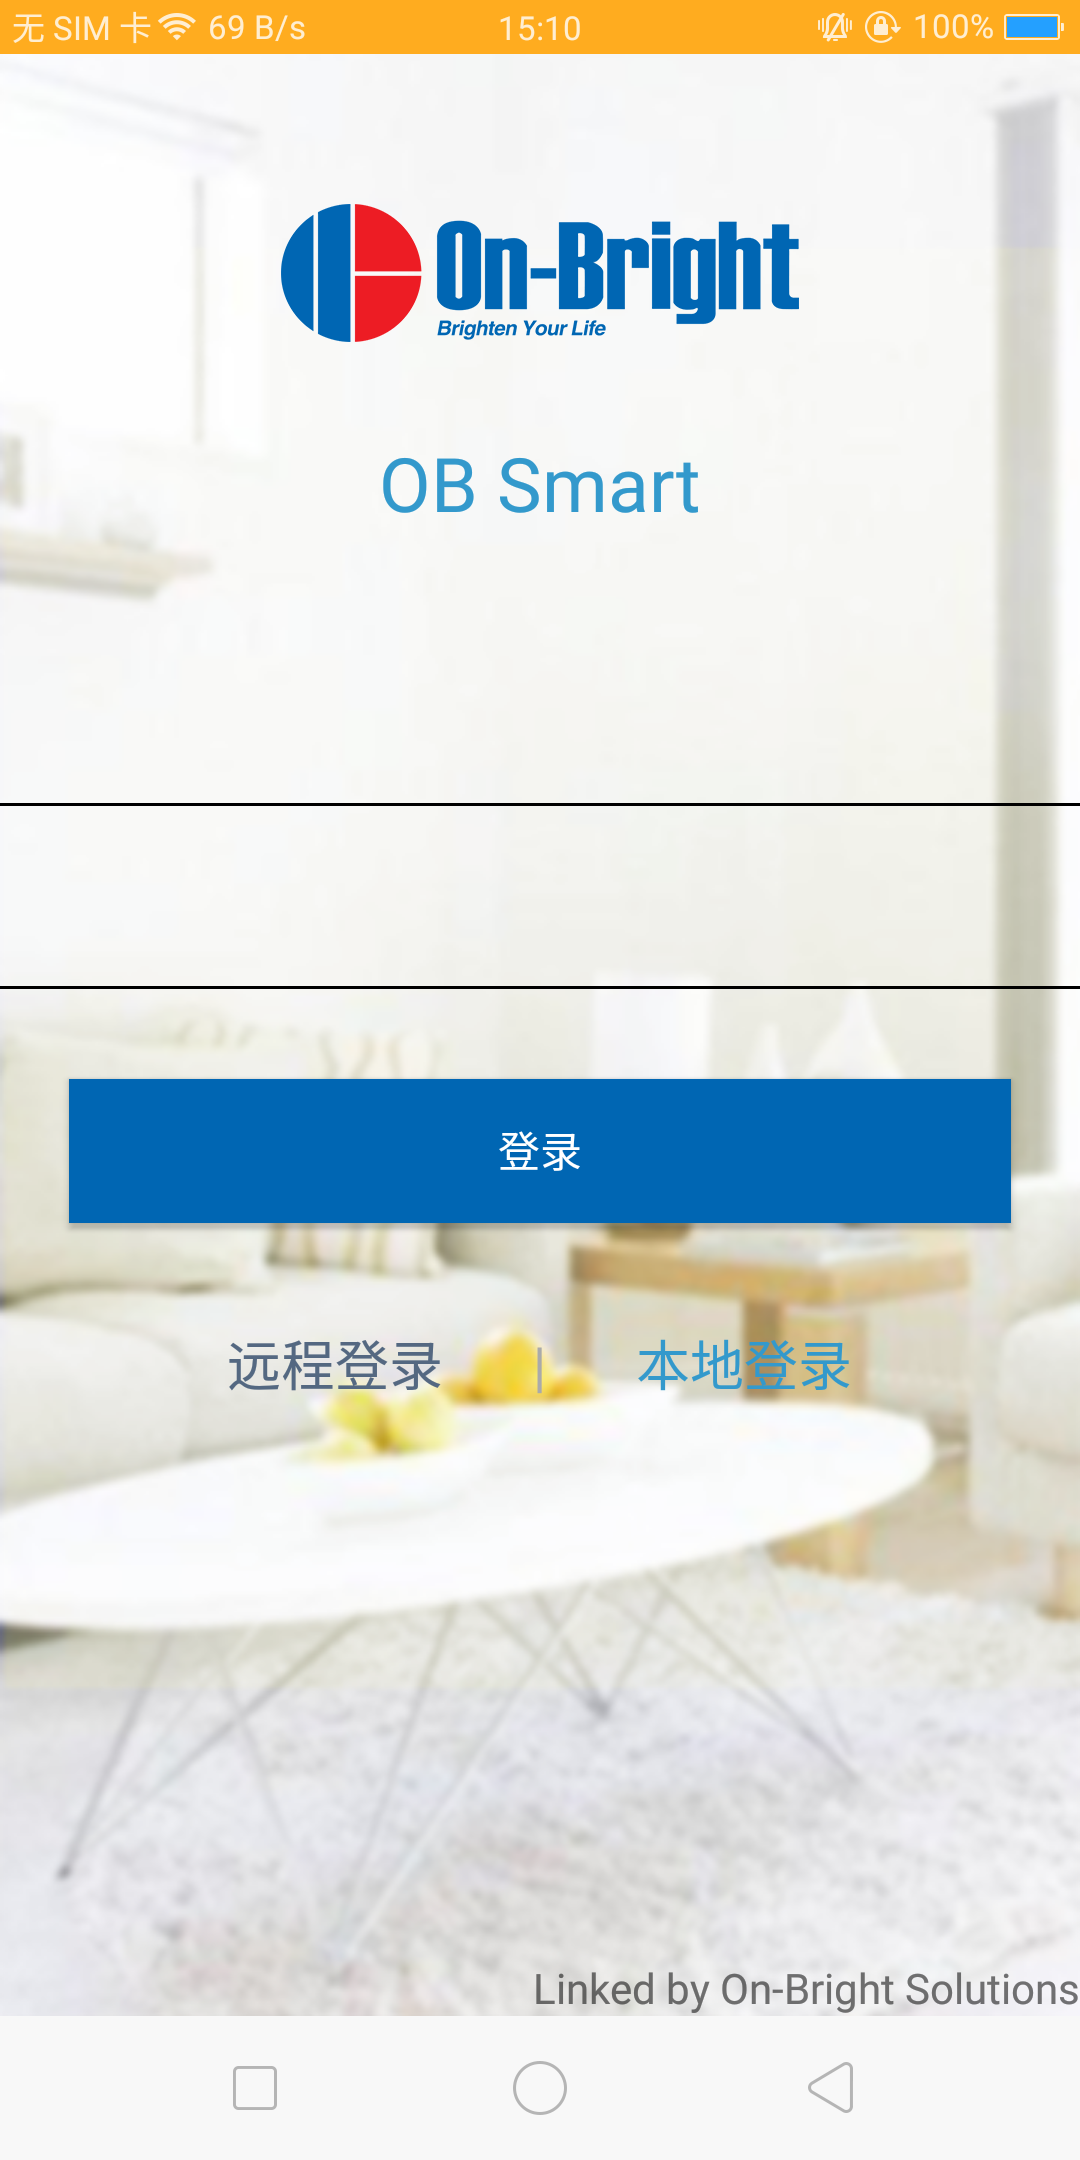 无 SIM 卡 69 B/s 15:10 100%
On-Bright
Brighten Your Life
OB Smart
登录
远程登录 | 本地登录
Linked by On-Bright Solutions